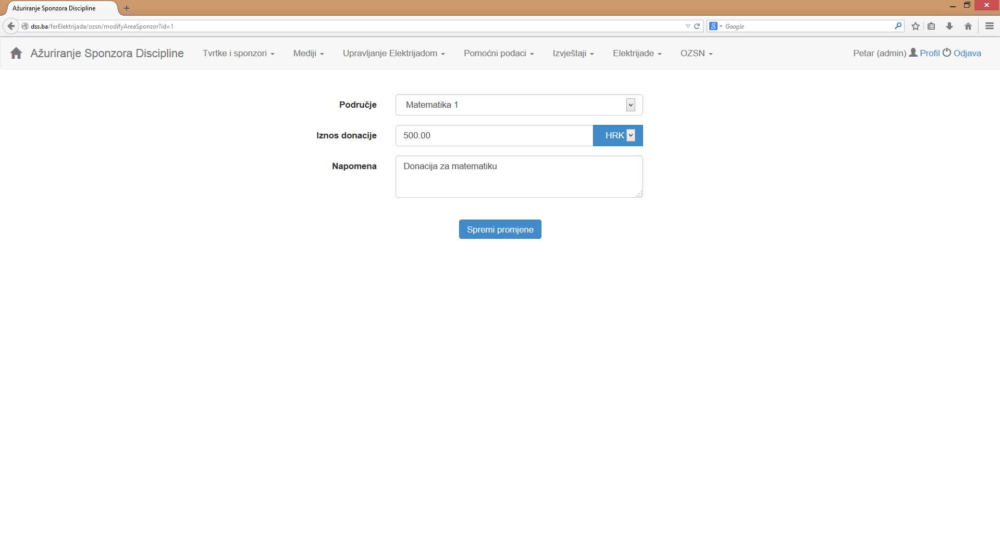 Ažuriranje Sponzora Discipline
dss.ba/ferElektrijada/ozsn/modifyAreaSponzor?id=1
8 Google
Ažuriranje Sponzora Discipline Tvrtke i sponzori Mediji Upravljanje Elektrijadom Pomoćni podaci Izvještaji Elektrijade OZSN Petar (admin) Profil Odjava
Područje Matematika 1
Iznos donacije 500.00 HRK
Napomena Donacija za matematiku
Spremi promjene